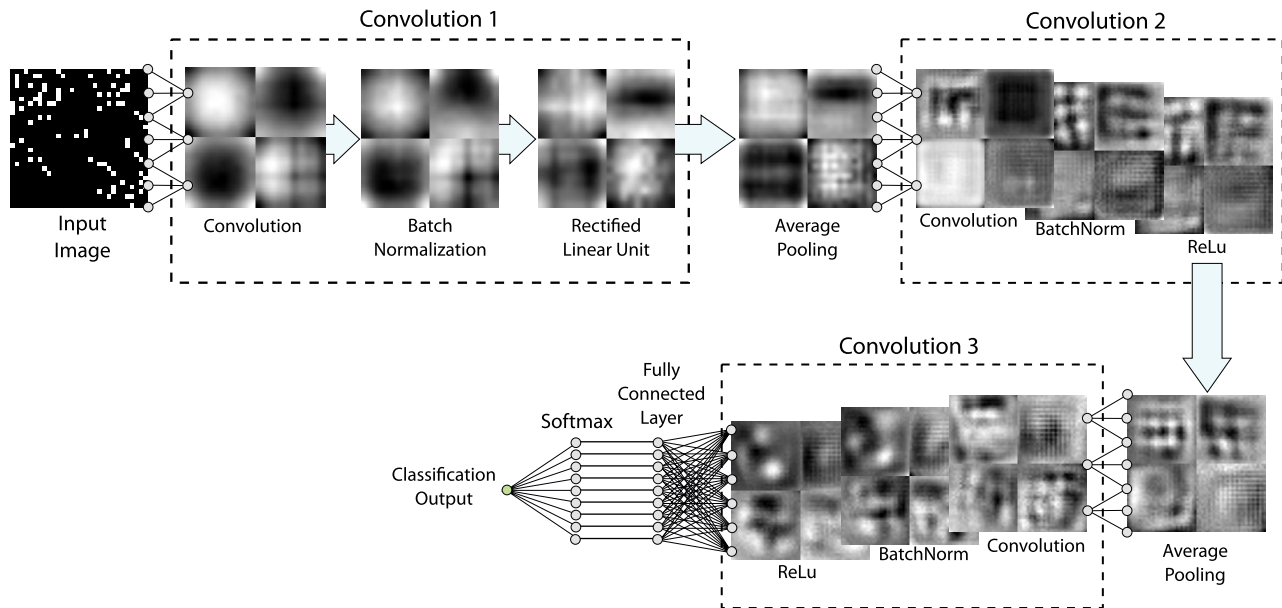 Convolution 1
Convolution 2
Input
Image
Convolution
Batch
Normalization
Rectified
Linear Unit
Average
Pooling
Convolution
BatchNorm
ReLu
Convolution 3
Fully
Connected
Layer
Softmax
Classification
Output
ReLu
BatchNorm
Convolution
Average
Pooling